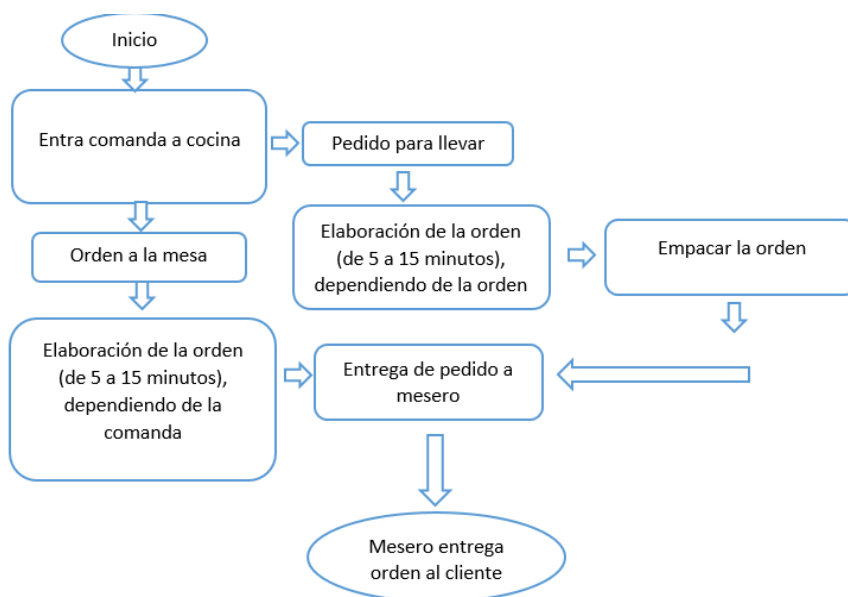 Inicio
Entra comanda a cocina
Pedido para llevar
Orden a la mesa
Elaboración de la orden
(de 5 a 15 minutos),
dependiendo de la orden
Empacar la orden
Elaboración de la orden
(de 5 a 15 minutos),
dependiendo de la
comanda
Entrega de pedido a
mesero
Mesero entrega
orden al cliente